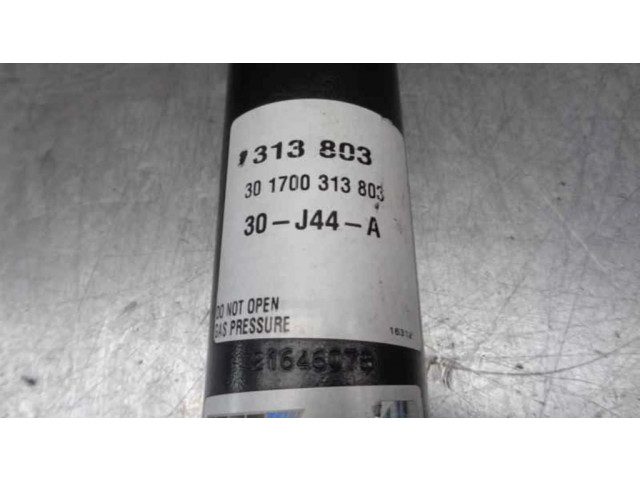 313 803
30 1700 313 803
30-J44-A
DO NOT OPEN
GAS PRESSURE